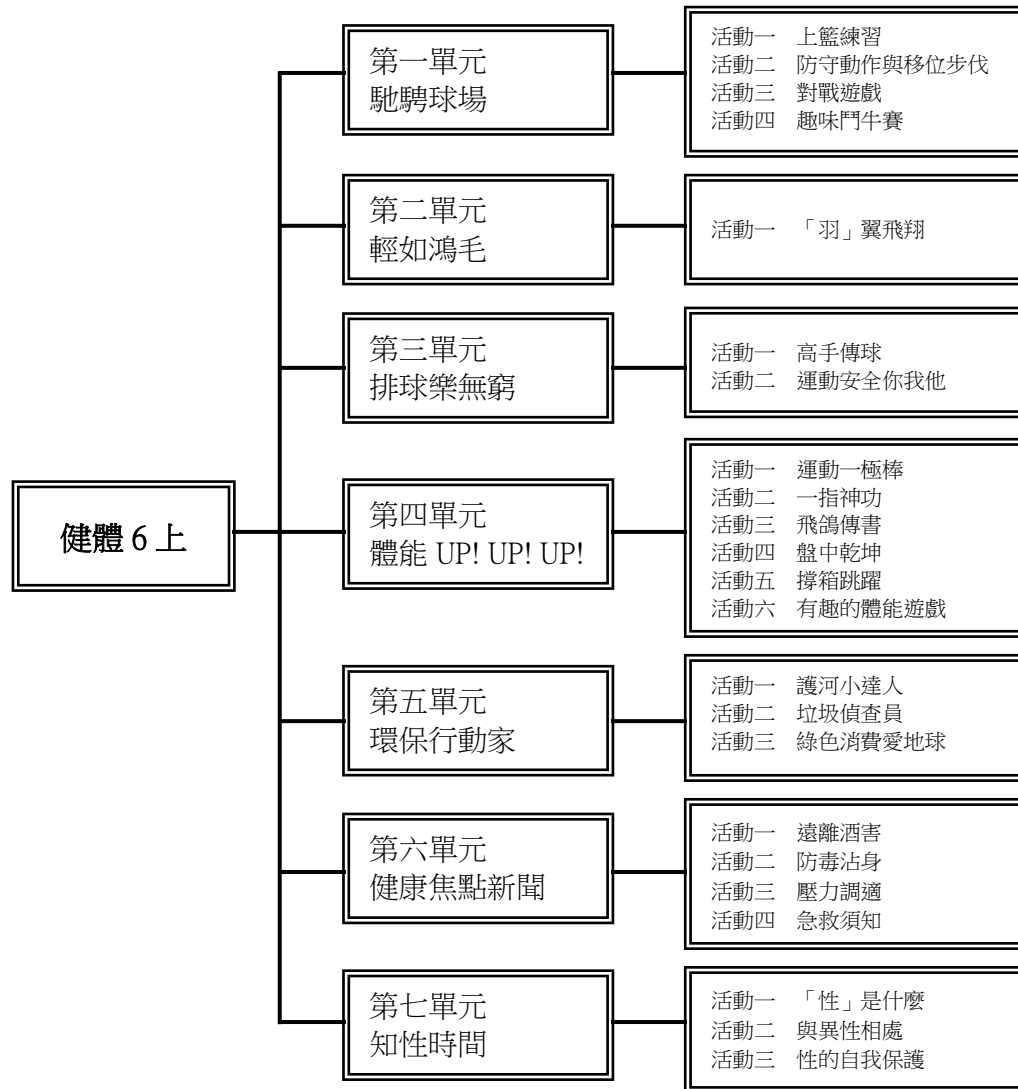 健體 6 上
第一單元
馳騁球場
活動一　上籃練習
活動二　防守動作與移位步伐
活動三　對戰遊戲
活動四　趣味鬥牛賽
第二單元
輕如鴻毛
活動一　「羽」翼飛翔
第三單元
排球樂無窮
活動一　高手傳球
活動二　運動安全你我他
第四單元
體能 UP! UP! UP!
活動一　運動一極棒
活動二　一指神功
活動三　飛鴿傳書
活動四　盤中乾坤
活動五　撐箱跳躍
活動六　有趣的體能遊戲
第五單元
環保行動家
活動一　護河小達人
活動二　垃圾偵查員
活動三　綠色消費愛地球
第六單元
健康焦點新聞
活動一　遠離酒害
活動二　防毒沾身
活動三　壓力調適
活動四　急救須知
第七單元
知性時間
活動一　「性」是什麼
活動二　與異性相處
活動三　性的自我保護